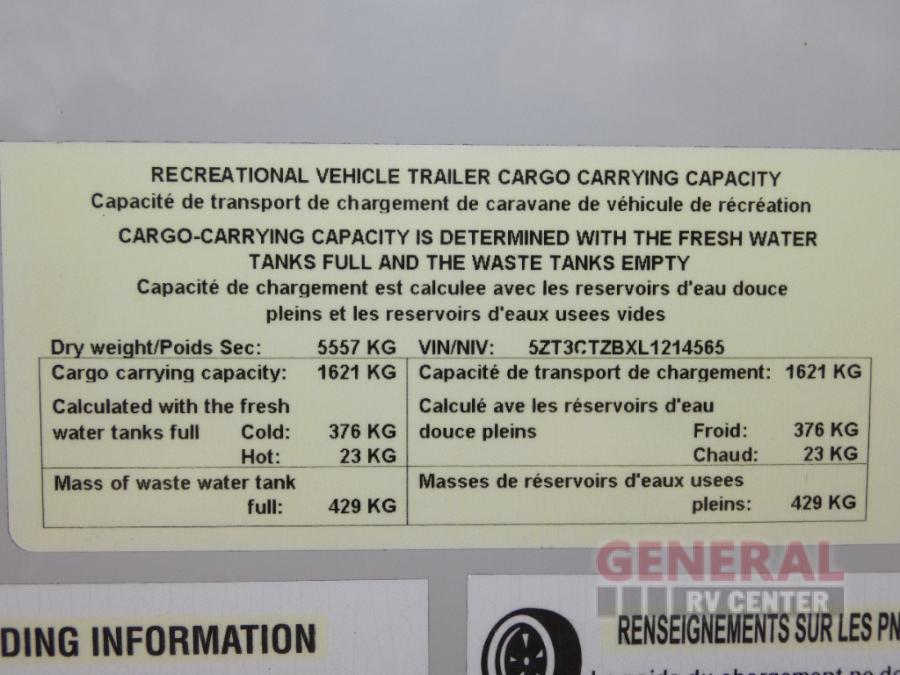 RECREATIONAL VEHICLE TRAILER CARGO CARRYING CAPACITY
Capacité de transport de chargement de caravane de véhicule de récréation
CARGO-CARRYING CAPACITY IS DETERMINED WITH THE FRESH WATER
TANKS FULL AND THE WASTE TANKS EMPTY
Capacité de chargement est calculee avec les reservoirs d'eau douce
pleins et les reservoirs d'eaux usees vides
Dry weight/Poids Sec: 5557 KG VIN/NIV: 5ZT3CTZBXL1214565
Cargo carrying capacity: 1621 KG Capacité de transport de chargement: 1621 KG
Calculated with the fresh Calculé ave les réservoirs d'eau
water tanks full Cold: 376 KG douce pleins Froid: 376 KG
Hot: 23 KG Chaud: 23 KG
Mass of waste water tank Masses de réservoirs d'eaux usees
full: 429 KG pleins: 429 KG
GENERAL
RV CENTER
DING INFORMATION RENSEIGNEMENTS SUR LES PN